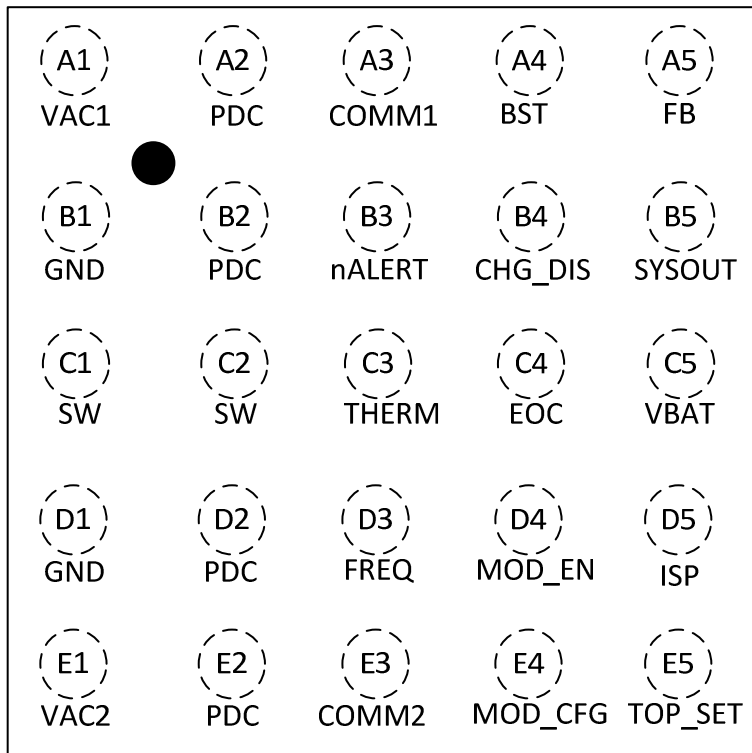 A1 A2 A3 A4 A5
VAC1 PDC COMM1 BST FB
B1 B2 B3 B4 B5
GND PDC nALERT CHG_DIS SYSOUT
C1 C2 C3 C4 C5
SW SW THERM EOC VBAT
D1 D2 D3 D4 D5
GND PDC FREQ MOD_EN ISP
E1 E2 E3 E4 E5
VAC2 PDC COMM2 MOD_CFG TOP_SET